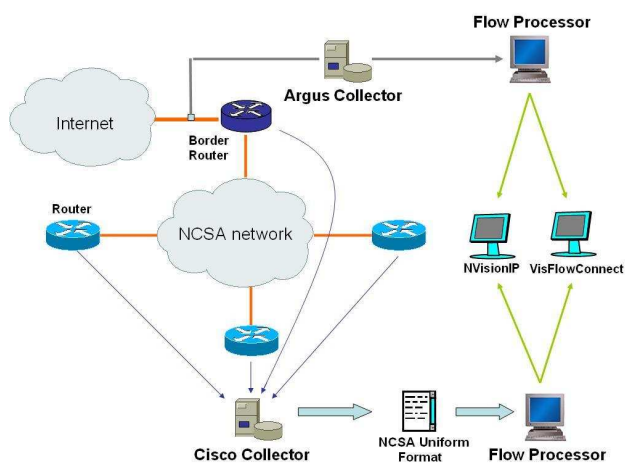 Flow Processor
Argus Collector
Internet
Border
Router
Router
NCSA network
NVisionIP
VisFlowConnect
Cisco Collector
NCSA Uniform
Format
Flow Processor